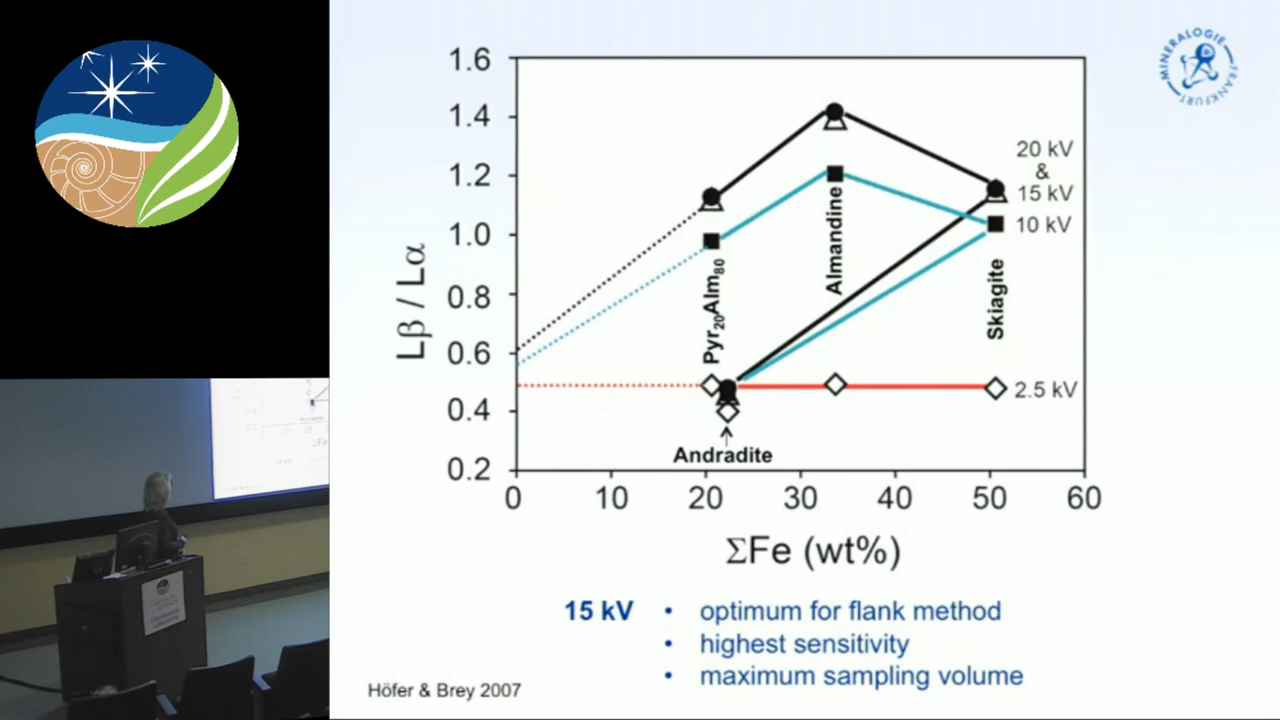 MINERALOGIE
FRANKFURT
1.6
1.4
1.2
1.0
0.8
0.6
0.4
0.2
Lβ / Lα
20 kV
&
15 kV
10 kV
2.5 kV
Pyr₂₀Alm₈₀
Almandine
Skiagite
Andradite
0 10 20 30 40 50 60
ΣFe (wt%)
15 kV • optimum for flank method
• highest sensitivity
• maximum sampling volume
Höfer & Brey 2007